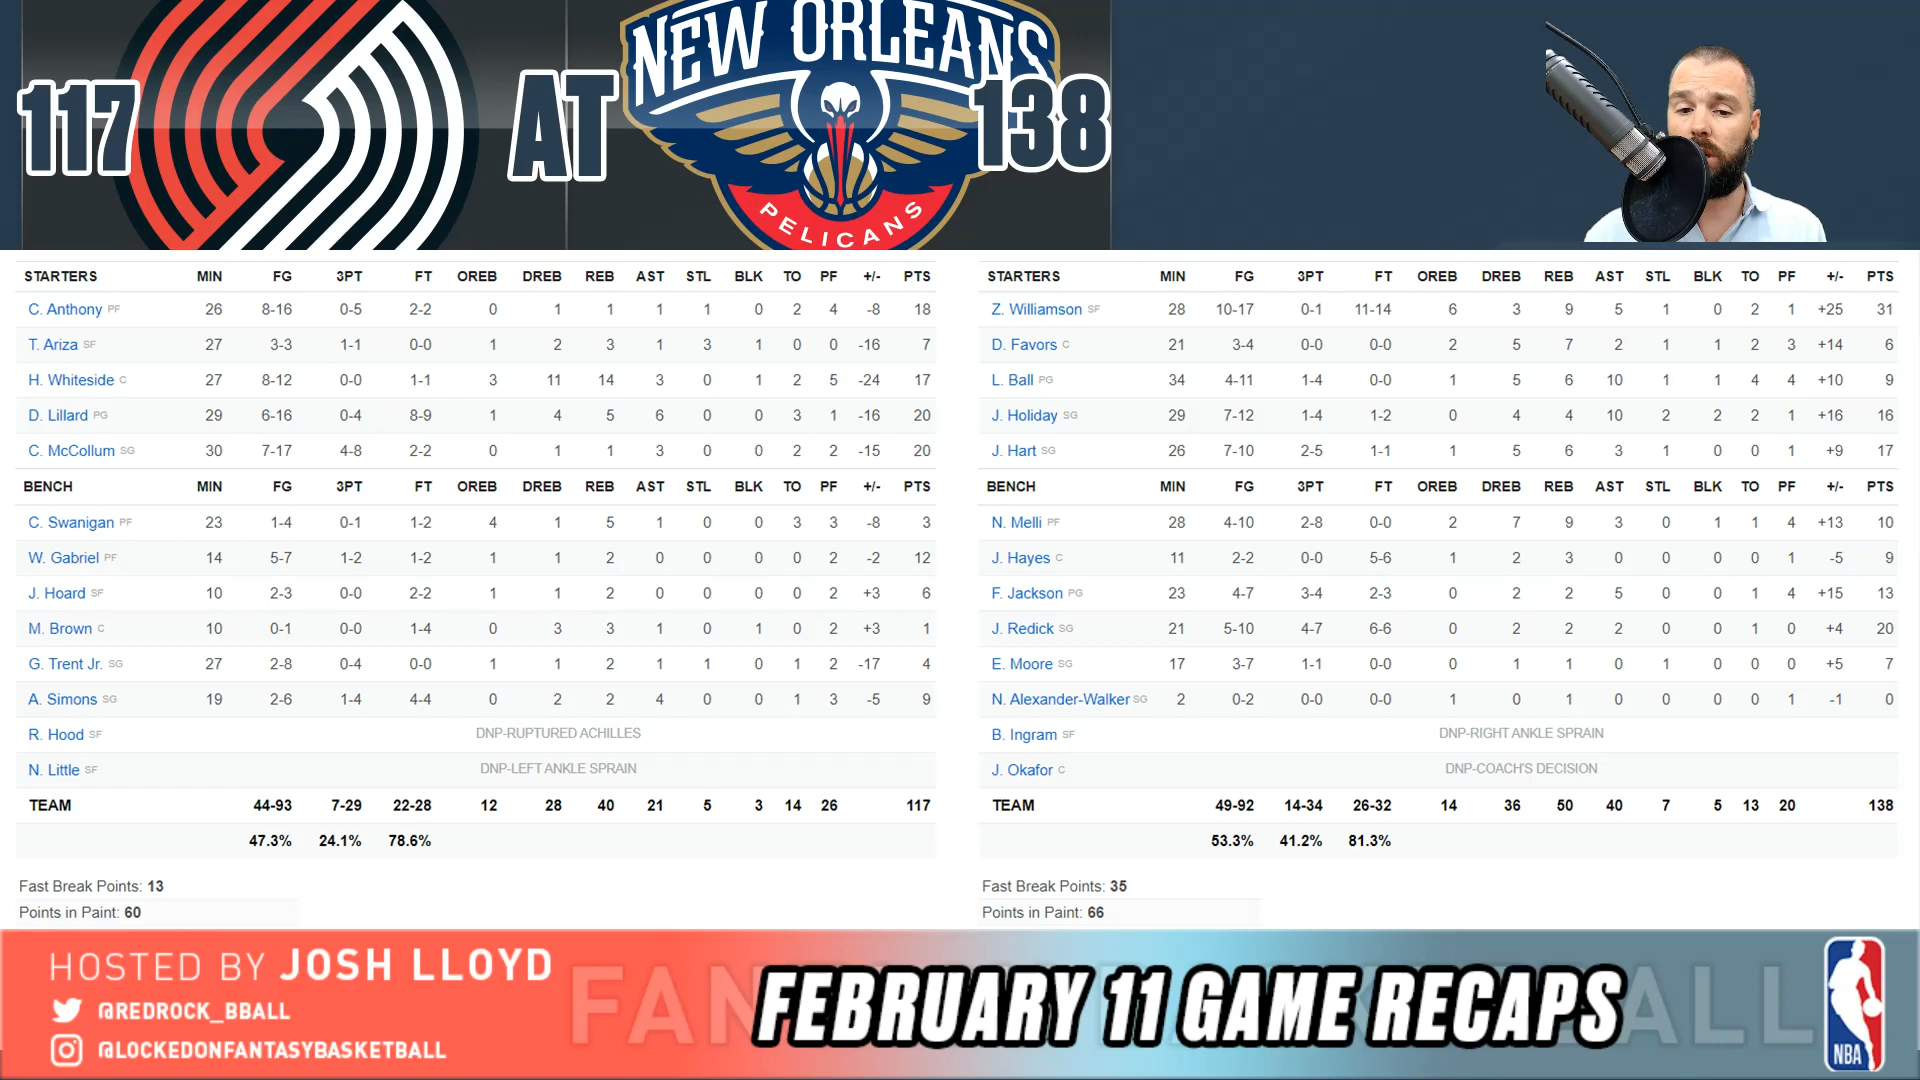 117 AT NEW ORLEANS PELICANS 138
STARTERS MIN FG 3PT FT OREB DREB REB AST STL BLK TO PF +/- PTS
C. Anthony PF 26 8-16 0-5 2-2 0 1 1 1 1 0 2 4 -8 18
T. Ariza SF 27 3-3 1-1 0-0 1 2 3 1 3 1 0 0 -16 7
H. Whiteside C 27 8-12 0-0 1-1 3 11 14 3 0 1 2 5 -24 17
D. Lillard PG 29 6-16 0-4 8-9 1 4 5 6 0 0 3 1 -16 20
C. McCollum SG 30 7-17 4-8 2-2 0 1 1 3 0 0 2 2 -15 20
BENCH MIN FG 3PT FT OREB DREB REB AST STL BLK TO PF +/- PTS
C. Swanigan PF 23 1-4 0-1 1-2 4 1 5 1 0 0 3 3 -8 3
W. Gabriel PF 14 5-7 1-2 1-2 1 1 2 0 0 0 0 2 -2 12
J. Hoard SF 10 2-3 0-0 2-2 1 1 2 0 0 0 0 2 +3 6
M. Brown C 10 0-1 0-0 1-4 0 3 3 1 0 1 0 2 +3 1
G. Trent Jr. SG 27 2-8 0-4 0-0 1 1 2 1 1 0 1 2 -17 4
A. Simons SG 19 2-6 1-4 4-4 0 2 2 4 0 0 1 3 -5 9
R. Hood SF DNP-RUPTURED ACHILLES
N. Little SF DNP-LEFT ANKLE SPRAIN
TEAM 44-93 7-29 22-28 12 28 40 21 5 3 14 26 117
47.3% 24.1% 78.6%
Fast Break Points: 13
Points in Paint: 60
STARTERS MIN FG 3PT FT OREB DREB REB AST STL BLK TO PF +/- PTS
Z. Williamson SF 28 10-17 0-1 11-14 6 3 9 5 1 0 2 1 +25 31
D. Favors C 21 3-4 0-0 0-0 2 5 7 2 1 1 2 3 +14 6
L. Ball PG 34 4-11 1-4 0-0 1 5 6 10 1 1 4 4 +10 9
J. Holiday SG 29 7-12 1-4 1-2 0 4 4 10 2 2 2 1 +16 16
J. Hart SG 26 7-10 2-5 1-1 1 5 6 3 1 0 0 1 +9 17
BENCH MIN FG 3PT FT OREB DREB REB AST STL BLK TO PF +/- PTS
N. Melli PF 28 4-10 2-8 0-0 2 7 9 3 0 1 1 4 +13 10
J. Hayes C 11 2-2 0-0 5-6 1 2 3 0 0 0 0 1 -5 9
F. Jackson PG 23 4-7 3-4 2-3 0 2 2 5 0 0 1 4 +15 13
J. Redick SG 21 5-10 4-7 6-6 0 2 2 2 0 0 1 0 +4 20
E. Moore SG 17 3-7 1-1 0-0 0 1 1 0 1 0 0 0 +5 7
N. Alexander-Walker SG 2 0-2 0-0 0-0 1 0 1 0 0 0 0 1 -1 0
B. Ingram SF DNP-RIGHT ANKLE SPRAIN
J. Okafor C DNP-COACH'S DECISION
TEAM 49-92 14-34 26-32 14 36 50 40 7 5 13 20 138
53.3% 41.2% 81.3%
Fast Break Points: 35
Points in Paint: 66
HOSTED BY JOSH LLOYD
@REDROCK_BBALL
@LOCKEDONFANTASYBASKETBALL
FEBRUARY 11 GAME RECAPS
NBA